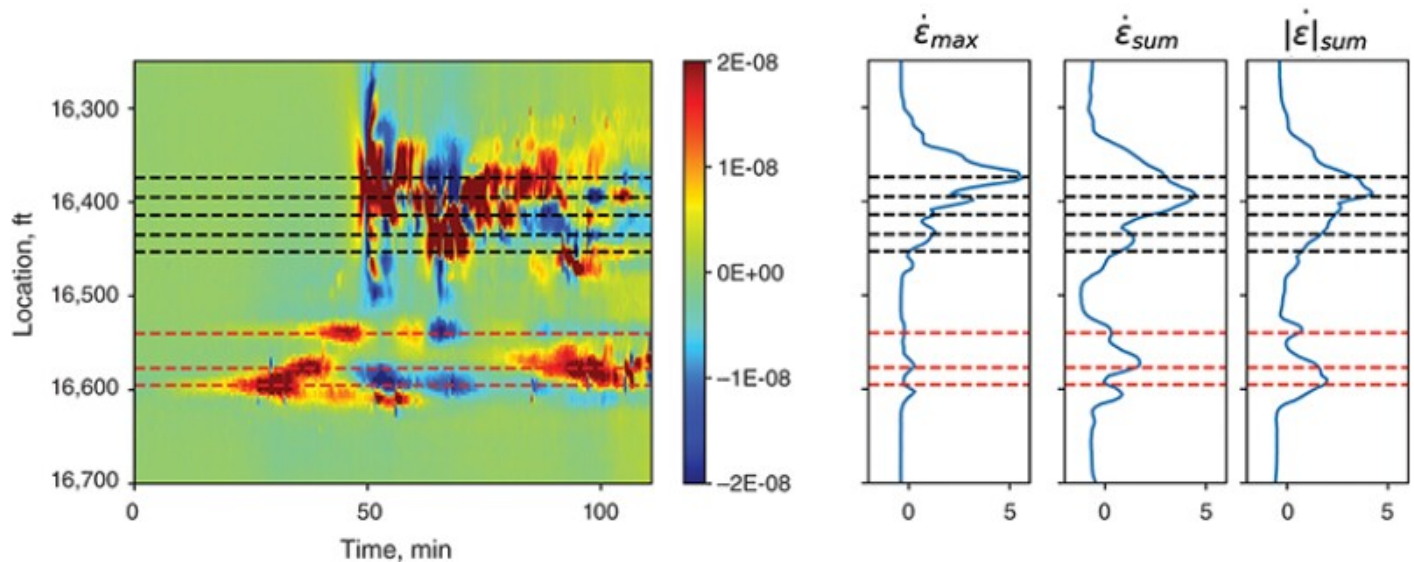 ε̇max
ε̇sum
|ε̇|sum
2E-08
1E-08
0E+00
−1E-08
−2E-08
Location, ft
16,300
16,400
16,500
16,600
16,700
0
50
100
Time, min
0
5
0
5
0
5